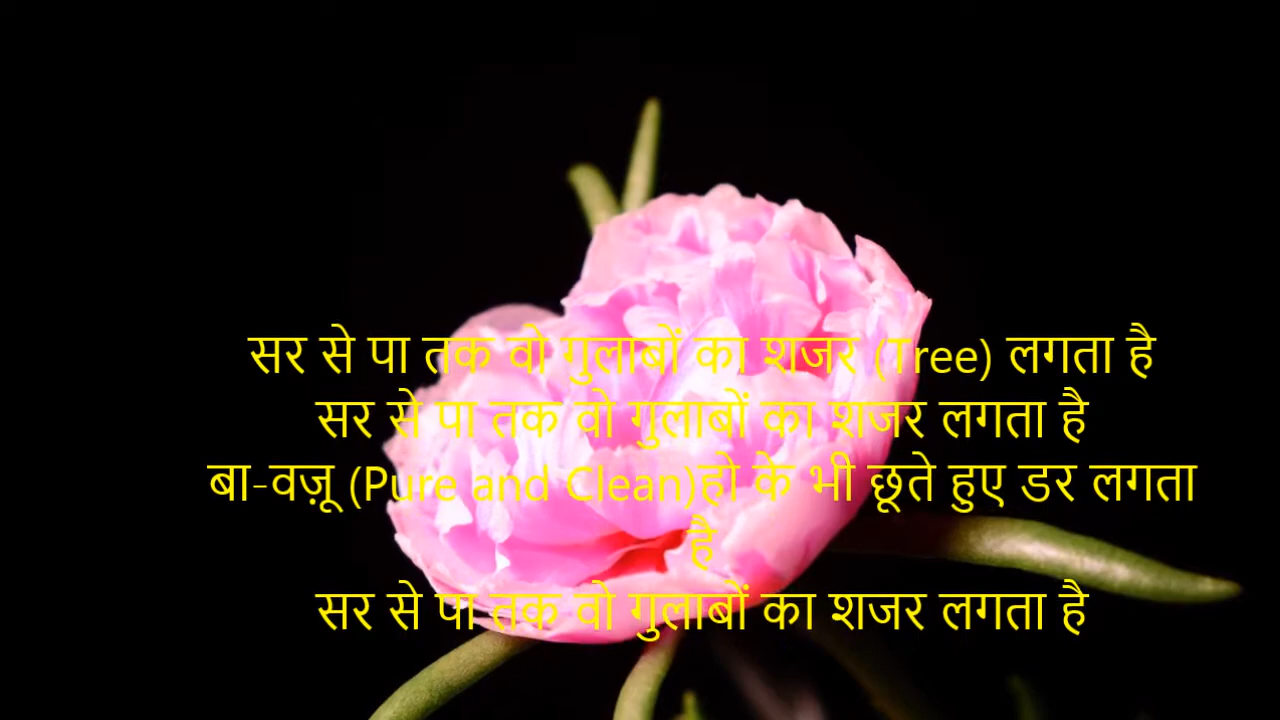 सर से पा तक वो गुलाबों का शजर (Tree) लगता है
सर से पा तक वो गुलाबों का शजर लगता है
बा-वज़ू (Pure and Clean)हो के भी छूते हुए डर लगता
है
सर से पा तक वो गुलाबों का शजर लगता है